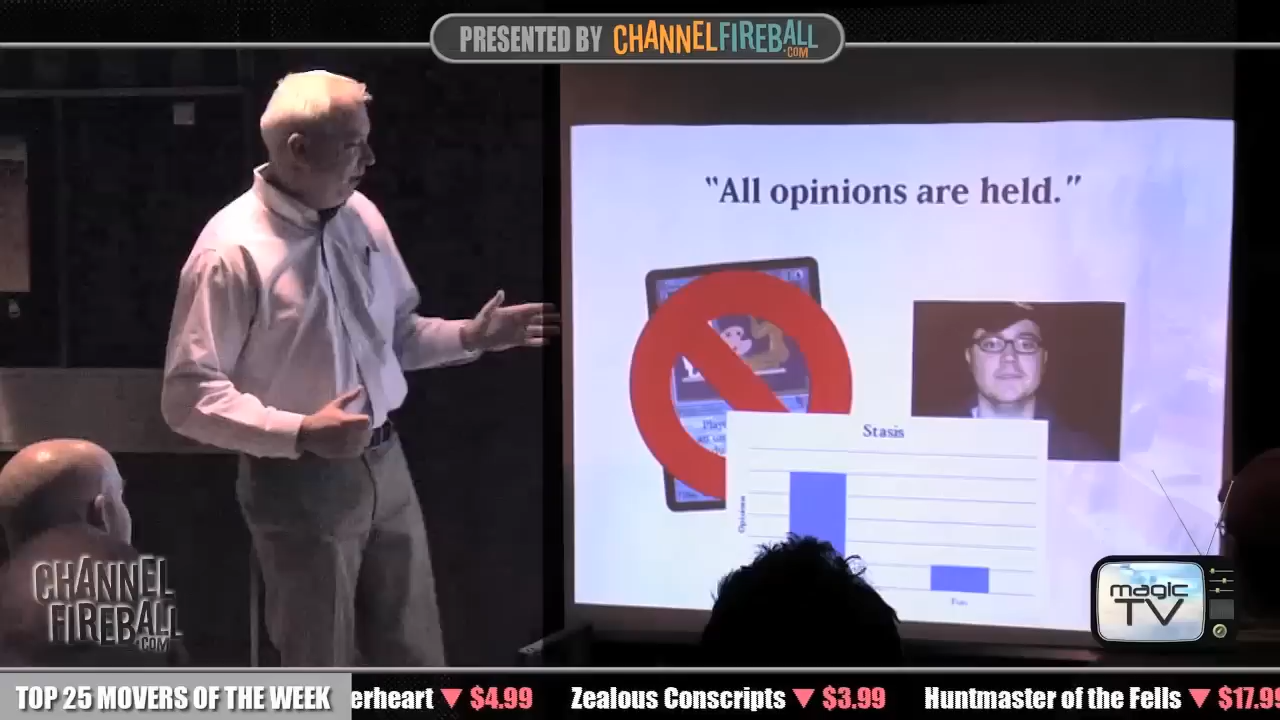 PRESENTED BY CHANNELFIREBALL.COM
"All opinions are held."
Stasis
Opinions
Fun
CHANNEL
FIREBALL
.COM
magic
TV
TOP 25 MOVERS OF THE WEEK
erheart ▼ $4.99 Zealous Conscripts ▼ $3.99 Huntmaster of the Fells ▼ $17.99